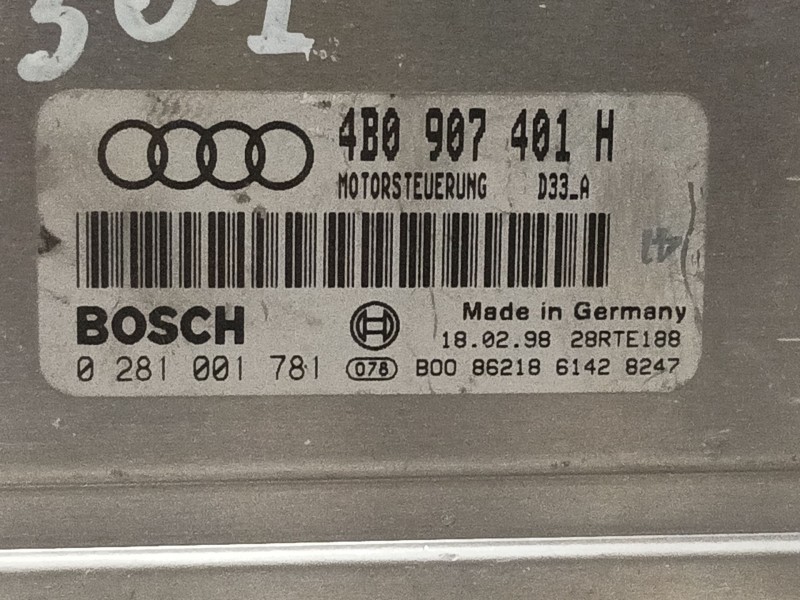 304
4B0 907 401 H
MOTORSTEUERUNG D33_A
BOSCH
Made in Germany
18.02.98 28RTE188
0 281 001 781 078 B00 86218 6142 8247